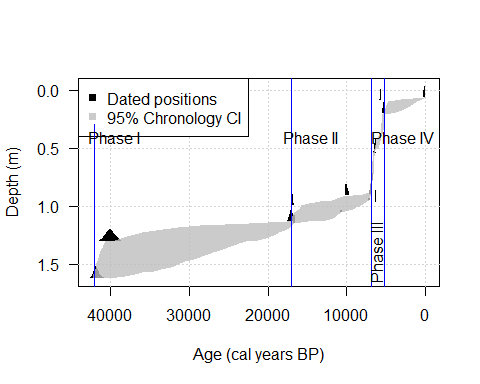 0.0
0.5
1.0
1.5
Depth (m)
Dated positions
95% Chronology CI
Phase I
Phase II
Phase III
Phase IV
40000
30000
20000
10000
0
Age (cal years BP)